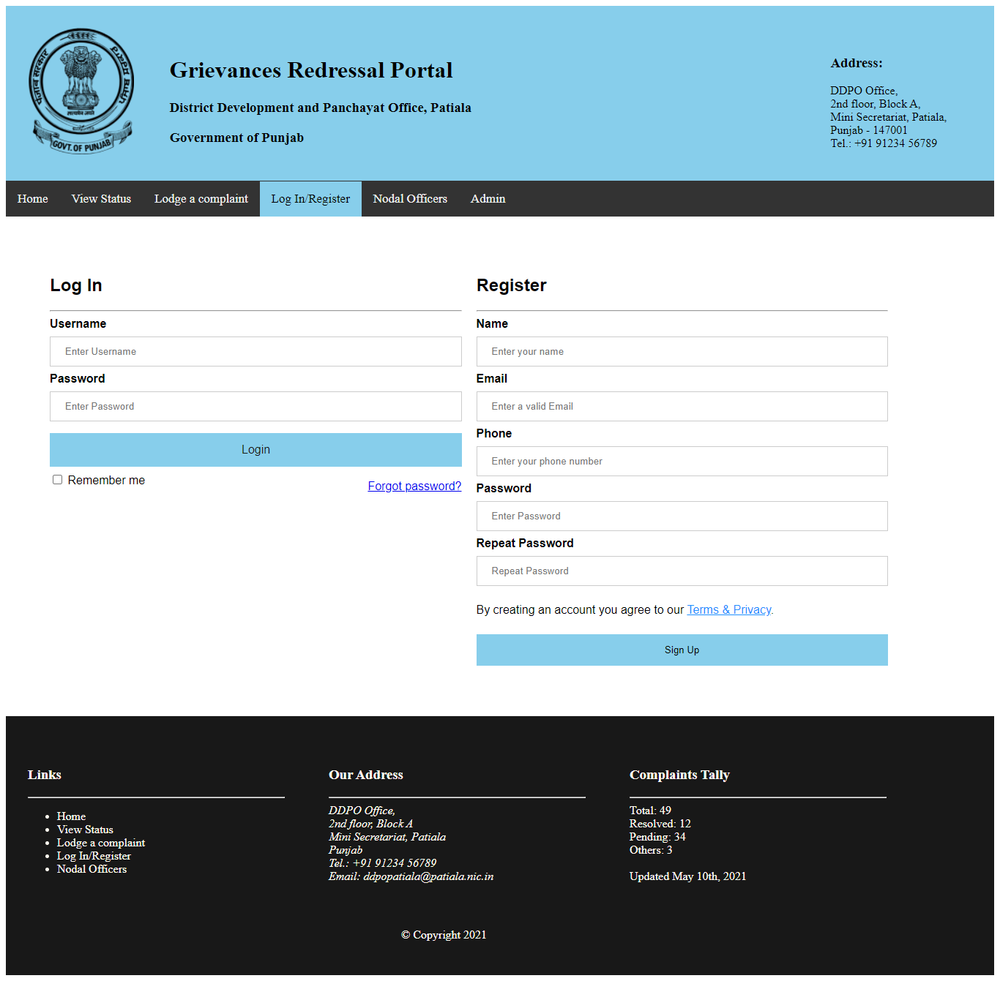 पंजाब सरकार
ਪੰਜਾਬ ਸਰਕਾਰ
सत्यमेव जयते
GOVT. OF PUNJAB
Grievances Redressal Portal
District Development and Panchayat Office, Patiala
Government of Punjab
Address:
DDPO Office,
2nd floor, Block A,
Mini Secretariat, Patiala,
Punjab - 147001
Tel.: +91 91234 56789
Home
View Status
Lodge a complaint
Log In/Register
Nodal Officers
Admin
Log In
Username
Enter Username
Password
Enter Password
Login
Remember me
Forgot password?
Register
Name
Enter your name
Email
Enter a valid Email
Phone
Enter your phone number
Password
Enter Password
Repeat Password
Repeat Password
By creating an account you agree to our Terms & Privacy.
Sign Up
Links
Home
View Status
Lodge a complaint
Log In/Register
Nodal Officers
Our Address
DDPO Office,
2nd floor, Block A
Mini Secretariat, Patiala
Punjab
Tel.: +91 91234 56789
Email: ddpopatiala@patiala.nic.in
Complaints Tally
Total: 49
Resolved: 12
Pending: 34
Others: 3
Updated May 10th, 2021
© Copyright 2021